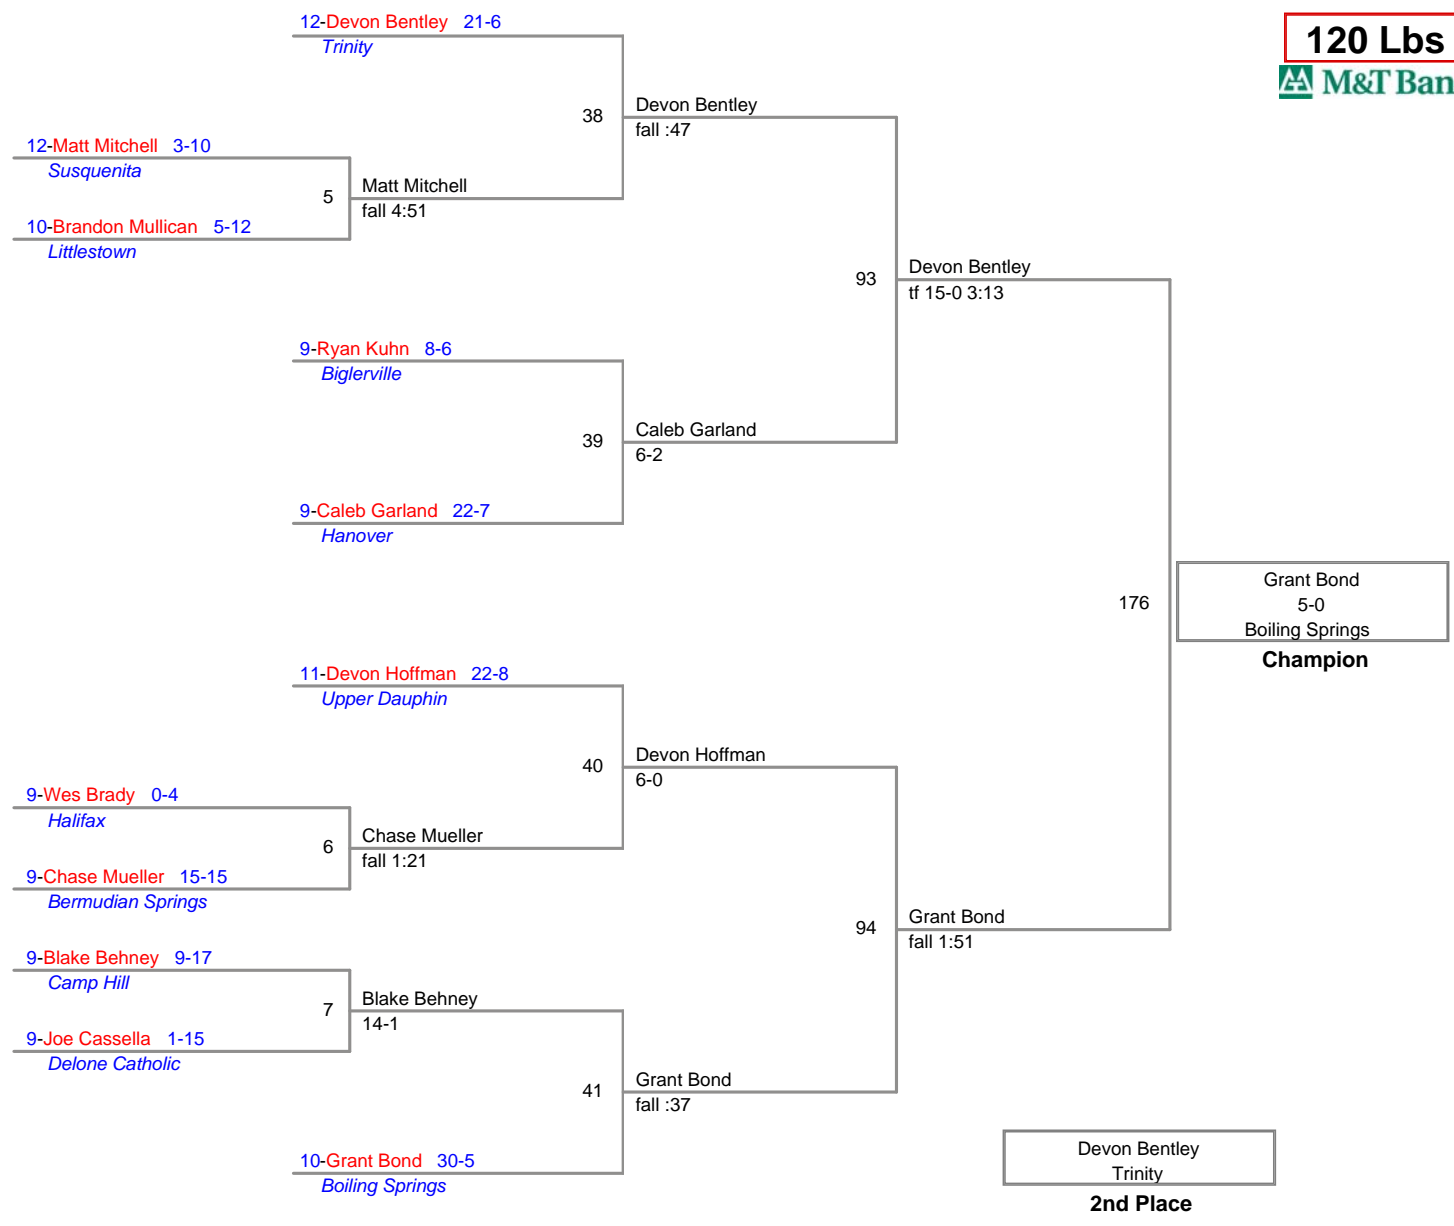 12-Devon Bentley 21-6
Trinity
120 Lbs
M&T Ban
38
Devon Bentley
fall :47
12-Matt Mitchell 3-10
Susquenita
5
Matt Mitchell
fall 4:51
10-Brandon Mullican 5-12
Littlestown
93
Devon Bentley
tf 15-0 3:13
9-Ryan Kuhn 8-6
Biglerville
39
Caleb Garland
6-2
9-Caleb Garland 22-7
Hanover
176
Grant Bond
5-0
Boiling Springs
Champion
11-Devon Hoffman 22-8
Upper Dauphin
40
Devon Hoffman
6-0
9-Wes Brady 0-4
Halifax
6
Chase Mueller
fall 1:21
9-Chase Mueller 15-15
Bermudian Springs
94
Grant Bond
fall 1:51
9-Blake Behney 9-17
Camp Hill
7
Blake Behney
14-1
9-Joe Cassella 1-15
Delone Catholic
41
Grant Bond
fall :37
10-Grant Bond 30-5
Boiling Springs
Devon Bentley
Trinity
2nd Place